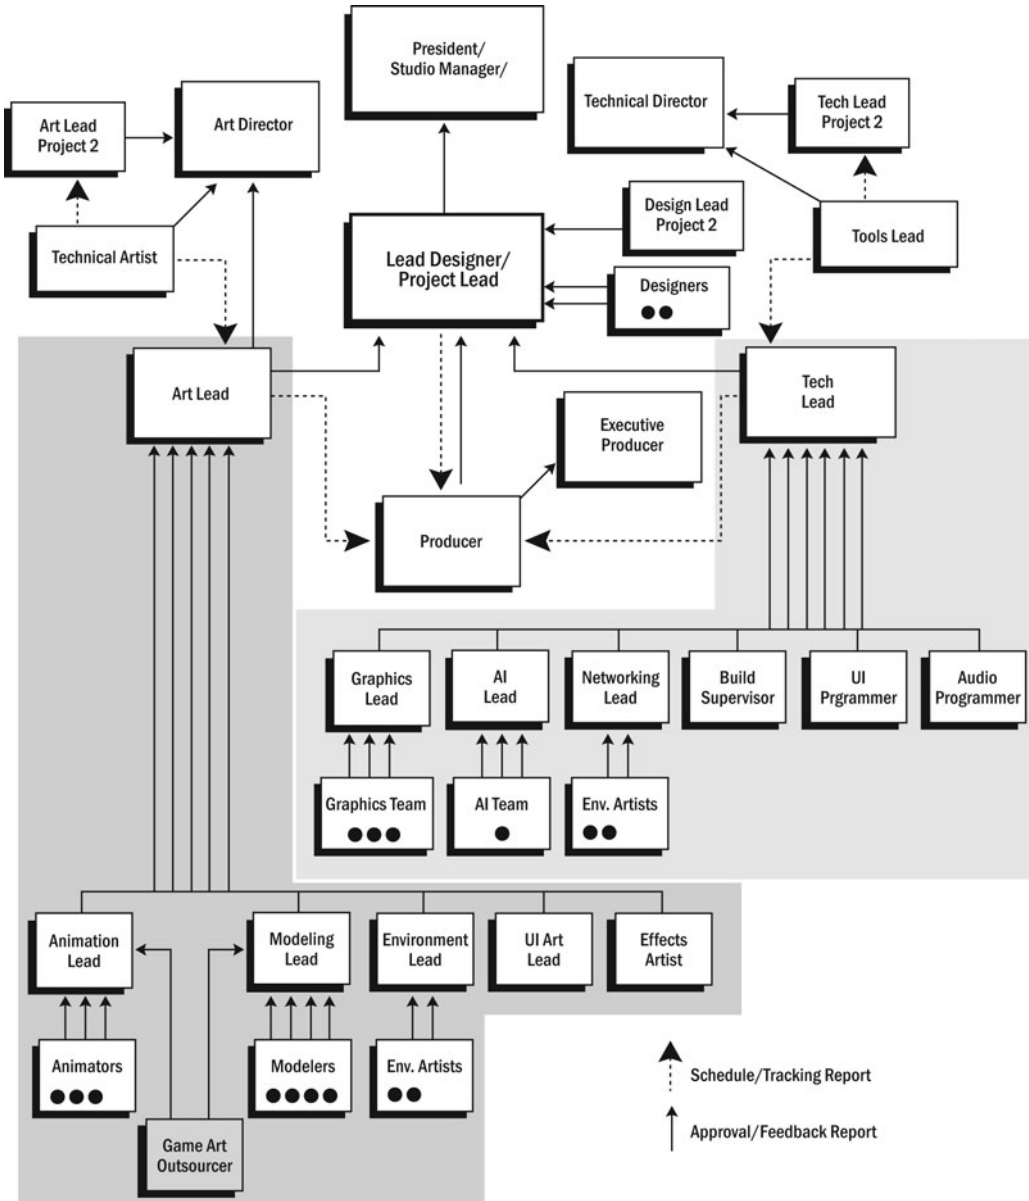 President/
Studio Manager/
Technical Director
Tech Lead
Project 2
Art Lead
Project 2
Art Director
Design Lead
Project 2
Technical Artist
Lead Designer/
Project Lead
Tools Lead
Designers
Art Lead
Tech
Lead
Executive
Producer
Producer
Graphics
Lead
AI
Lead
Networking
Lead
Build
Supervisor
UI
Prgrammer
Audio
Programmer
Graphics Team
AI Team
Env. Artists
Animation
Lead
Modeling
Lead
Environment
Lead
UI Art
Lead
Effects
Artist
Animators
Modelers
Env. Artists
Game Art
Outsourcer
Schedule/Tracking Report
Approval/Feedback Report